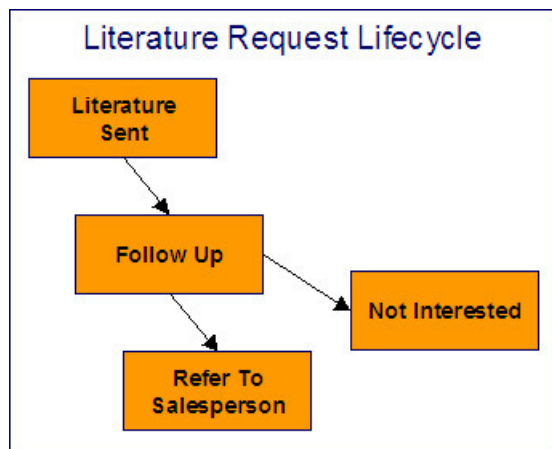 Literature Request Lifecycle
Literature
Sent
Follow Up
Not Interested
Refer To
Salesperson